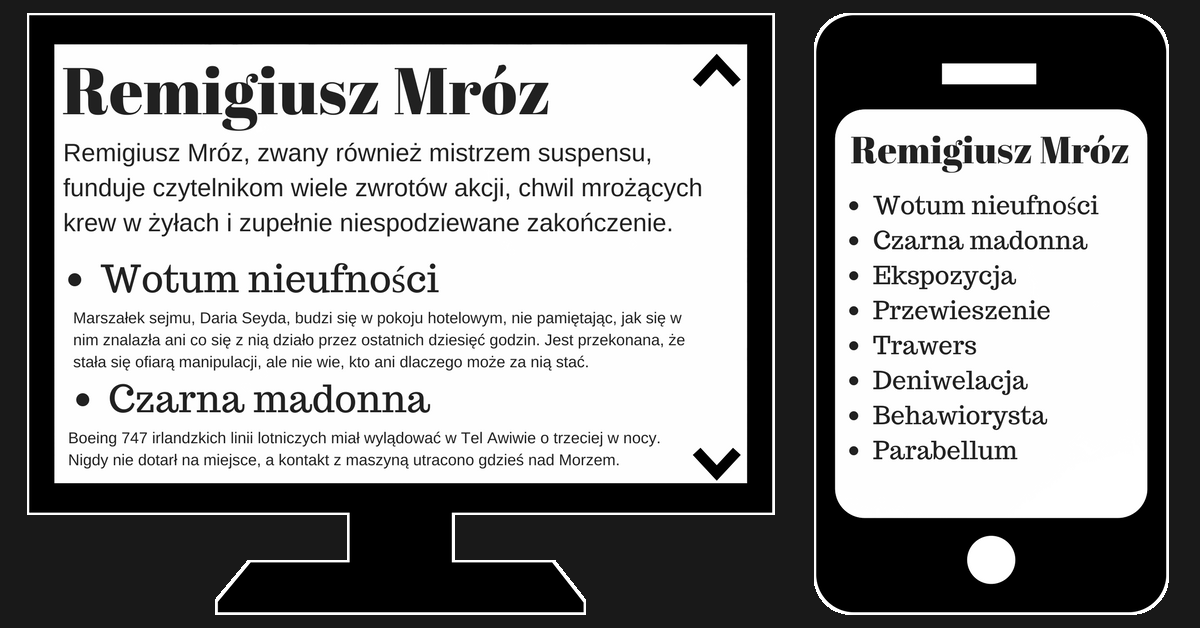 Remigiusz Mróz
Remigiusz Mróz, zwany również mistrzem suspensu,
funduje czytelnikom wiele zwrotów akcji, chwil mrożących
krew w żyłach i zupełnie niespodziewane zakończenie.
• Wotum nieufności
Marszałek sejmu, Daria Seyda, budzi się w pokoju hotelowym, nie pamiętając, jak się w
nim znalazła ani co się z nią działo przez ostatnich dziesięć godzin. Jest przekonana, że
stała się ofiarą manipulacji, ale nie wie, kto ani dlaczego może za nią stać.
• Czarna madonna
Boeing 747 irlandzkich linii lotniczych miał wylądować w Tel Awiwie o trzeciej w nocy.
Nigdy nie dotarł na miejsce, a kontakt z maszyną utracono gdzieś nad Morzem.
Remigiusz Mróz
• Wotum nieufności
• Czarna madonna
• Ekspozycja
• Przewieszenie
• Trawers
• Deniwelacja
• Behawiorysta
• Parabellum